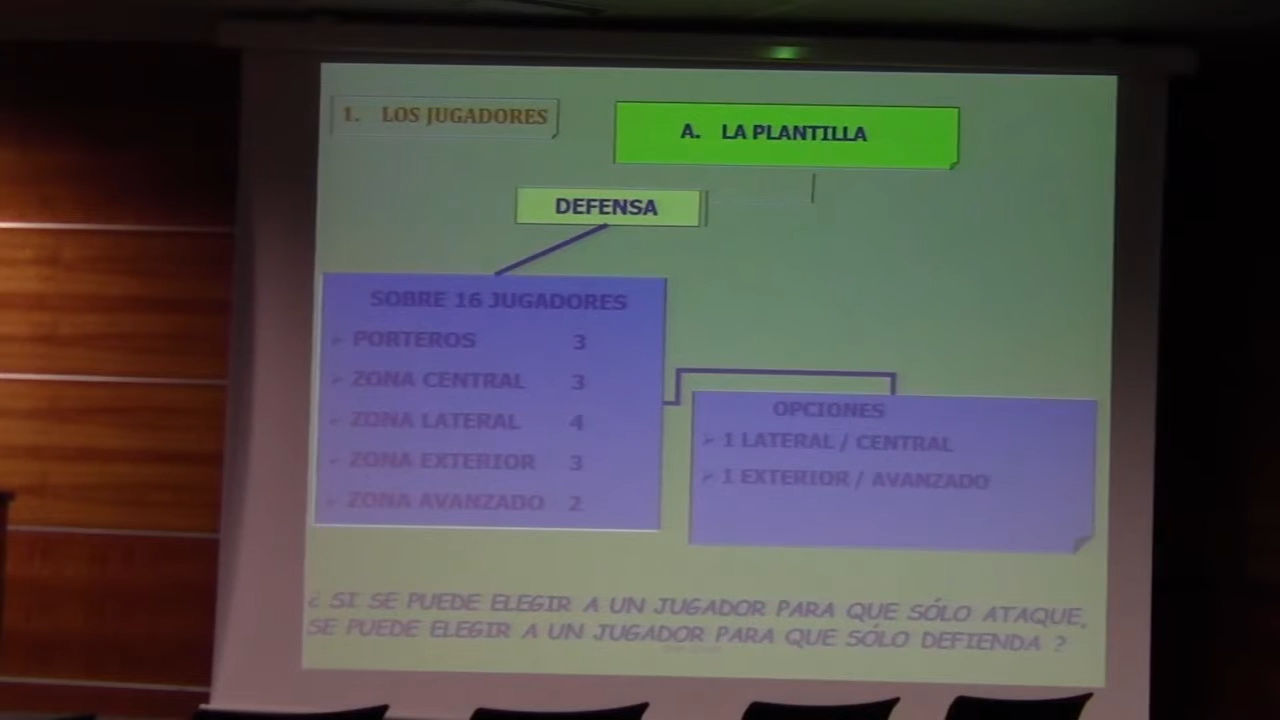 1. LOS JUGADORES
A. LA PLANTILLA
DEFENSA
SOBRE 16 JUGADORES
PORTEROS 3
ZONA CENTRAL 3
ZONA LATERAL 4
ZONA EXTERIOR 3
ZONA AVANZADO 2
OPCIONES
1 LATERAL / CENTRAL
1 EXTERIOR / AVANZADO
¿ SI SE PUEDE ELEGIR A UN JUGADOR PARA QUE SÓLO ATAQUE,
SE PUEDE ELEGIR A UN JUGADOR PARA QUE SÓLO DEFIENDA ?